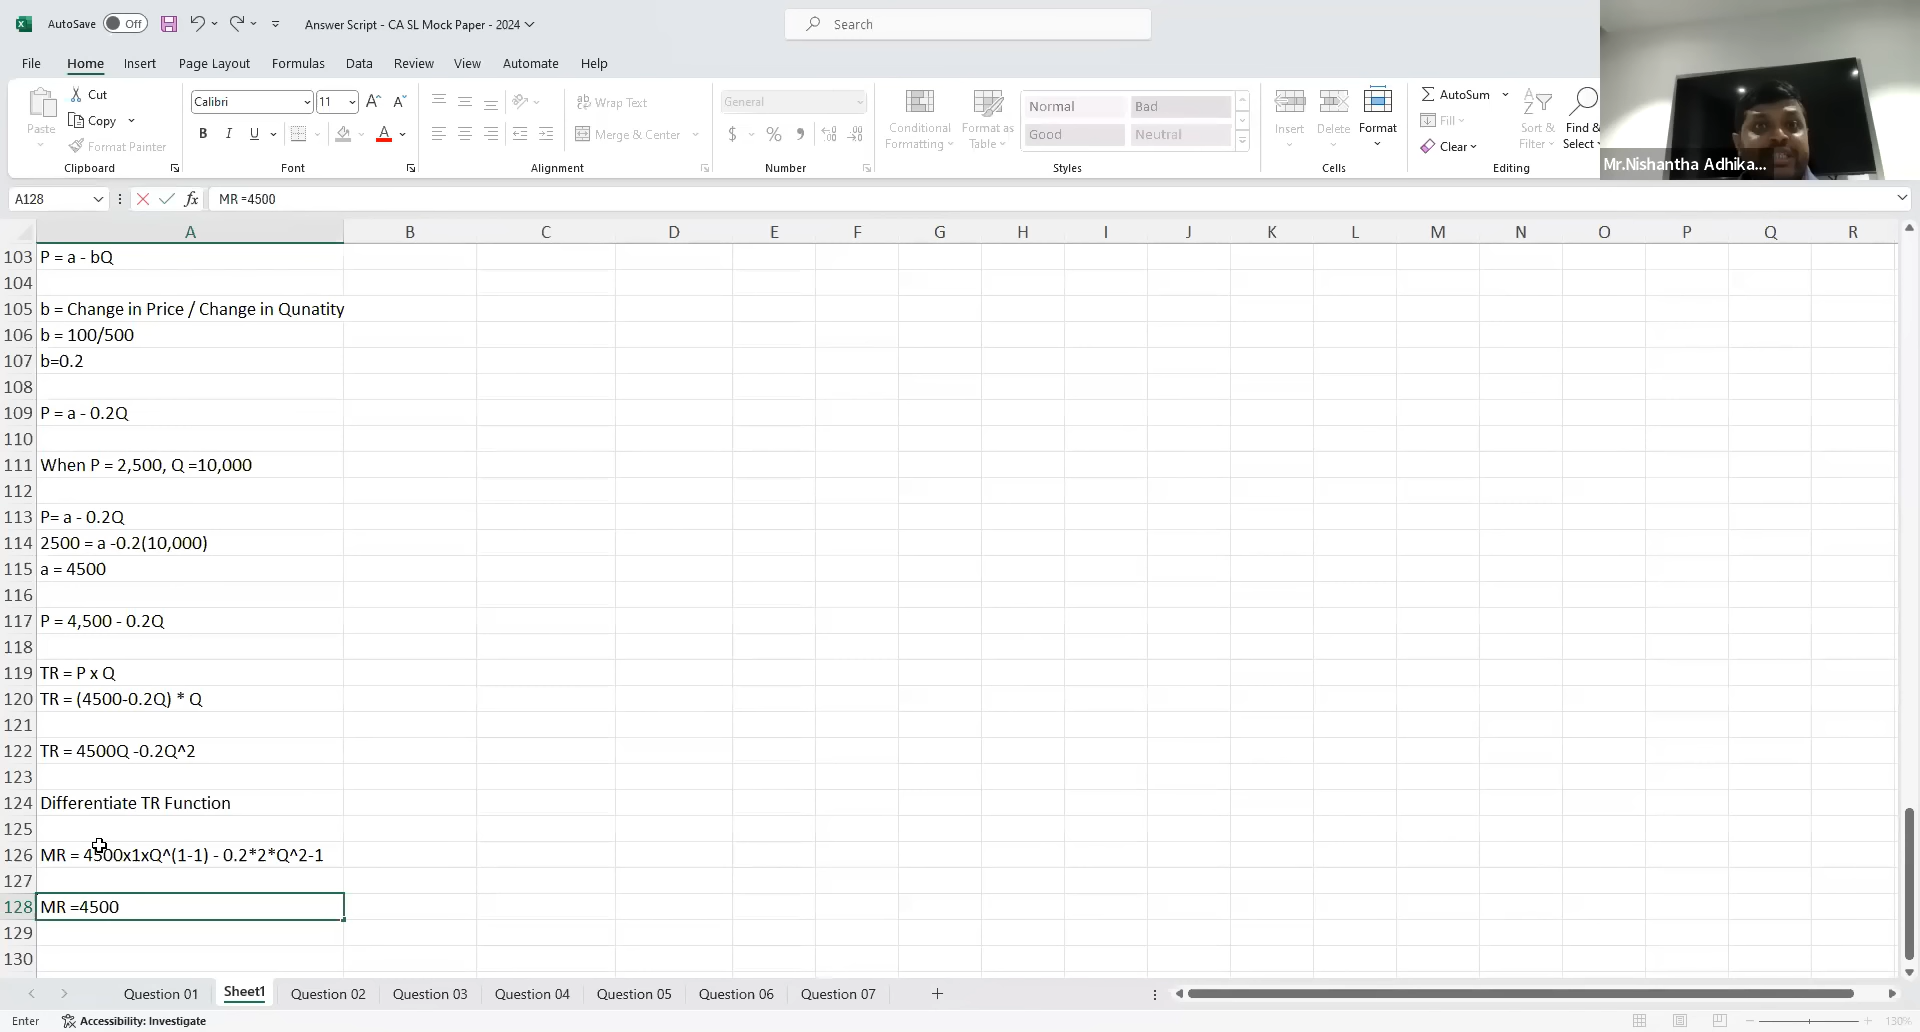 AutoSave Off Answer Script - CA SL Mock Paper - 2024 Search
File Home Insert Page Layout Formulas Data Review View Automate Help
Paste Cut Copy Format Painter Clipboard
Calibri 11 A A B I U A Font
Wrap Text Merge & Center Alignment
General $ % Number
Conditional Formatting Format as Table Normal Bad Good Neutral Styles
Insert Delete Format Cells
AutoSum Fill Clear Sort & Filter Find & Select Editing
Mr.Nishantha Adhika...
A128 fx MR =4500
A B C D E F G H I J K L M N O P Q R
103 P = a - bQ
104
105 b = Change in Price / Change in Qunatity
106 b = 100/500
107 b=0.2
108
109 P = a - 0.2Q
110
111 When P = 2,500, Q =10,000
112
113 P= a - 0.2Q
114 2500 = a -0.2(10,000)
115 a = 4500
116
117 P = 4,500 - 0.2Q
118
119 TR = P x Q
120 TR = (4500-0.2Q) * Q
121
122 TR = 4500Q -0.2Q^2
123
124 Differentiate TR Function
125
126 MR = 4500x1xQ^(1-1) - 0.2*2*Q^2-1
127
128 MR =4500
129
130
Question 01 Sheet1 Question 02 Question 03 Question 04 Question 05 Question 06 Question 07
Enter Accessibility: Investigate 130%